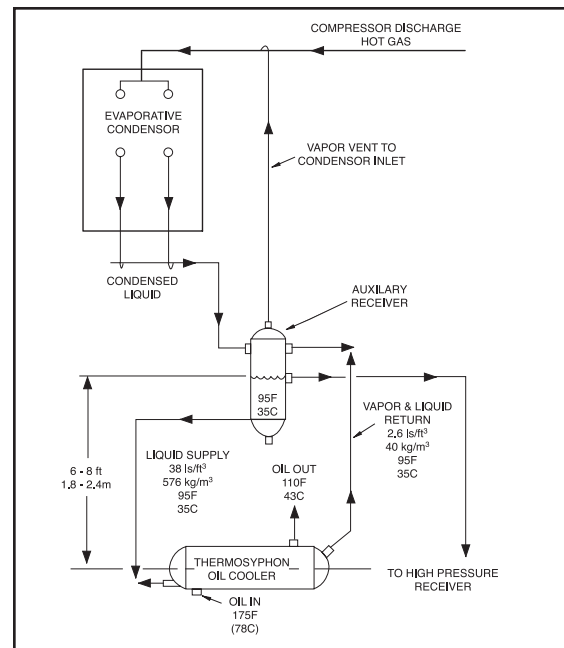 COMPRESSOR DISCHARGE
HOT GAS
EVAPORATIVE
CONDENSOR
VAPOR VENT TO
CONDENSOR INLET
CONDENSED
LIQUID
AUXILARY
RECEIVER
95F
35C
VAPOR & LIQUID
RETURN
2.6 ls/ft³
40 kg/m³
95F
35C
LIQUID SUPPLY
38 ls/ft³
576 kg/m³
95F
35C
OIL OUT
110F
43C
6 - 8 ft
1.8 - 2.4m
THERMOSYPHON
OIL COOLER
TO HIGH PRESSURE
RECEIVER
OIL IN
175F
(78C)